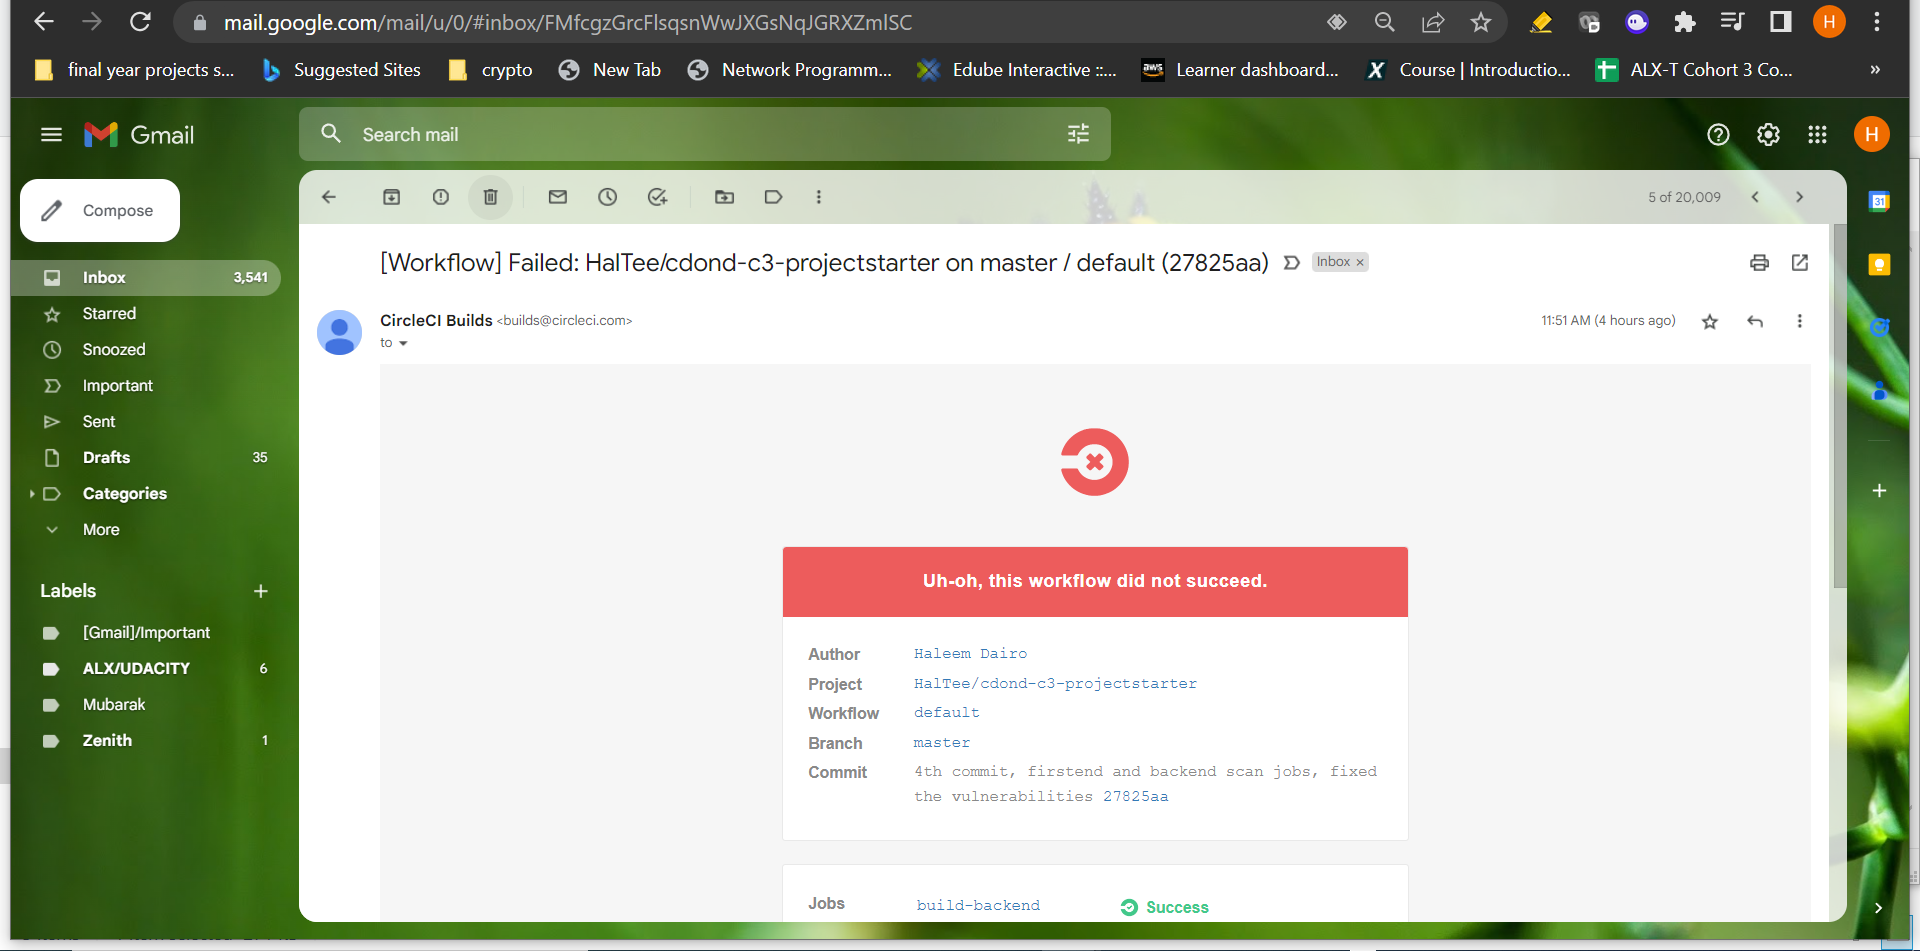 mail.google.com/mail/u/0/#inbox/FMfcgzGrcFlsqsnWwJXGsNqJGRXZmlSC
H
final year projects s...
Suggested Sites
crypto
New Tab
Network Programm...
Edube Interactive ::...
aws
Learner dashboard...
X
Course | Introductio...
ALX-T Cohort 3 Co...
»
Gmail
Search mail
H
Compose
5 of 20,009
31
Inbox 3,541
Starred
Snoozed
Important
Sent
Drafts 35
Categories
More
Labels +
[Gmail]/Important
ALX/UDACITY 6
Mubarak
Zenith 1
[Workflow] Failed: HalTee/cdond-c3-projectstarter on master / default (27825aa)
Inbox ×
CircleCI Builds <builds@circleci.com>
11:51 AM (4 hours ago)
to
Uh-oh, this workflow did not succeed.
Author Haleem Dairo
Project HalTee/cdond-c3-projectstarter
Workflow default
Branch master
Commit 4th commit, firstend and backend scan jobs, fixed
the vulnerabilities 27825aa
Jobs build-backend Success